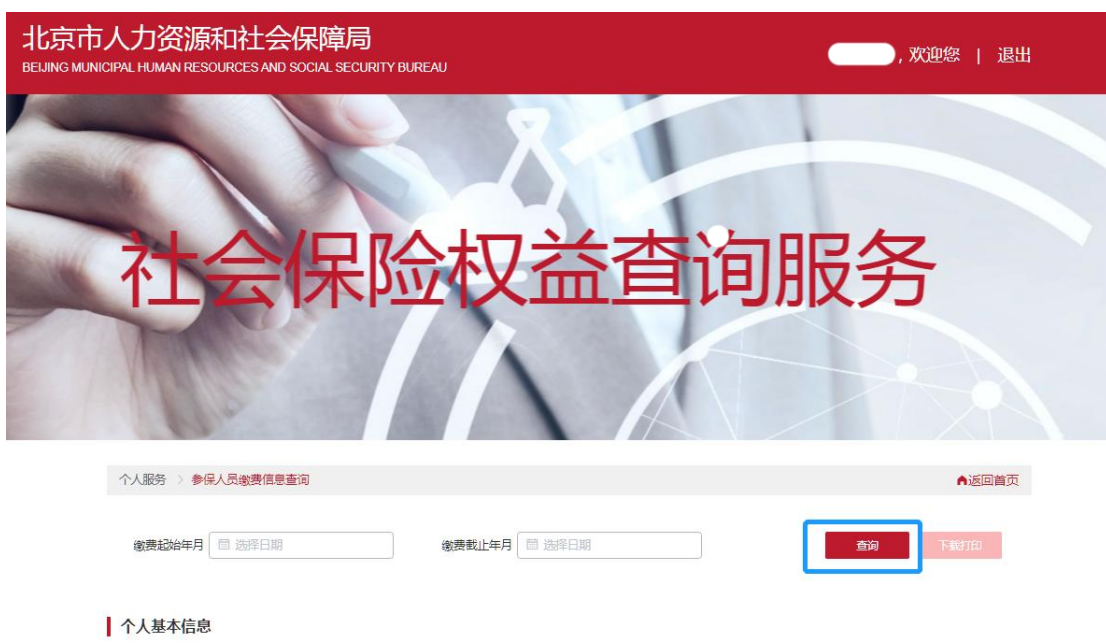 北京市人力资源和社会保障局
BEIJING MUNICIPAL HUMAN RESOURCES AND SOCIAL SECURITY BUREAU
，欢迎您 | 退出
社会保险权益查询服务
个人服务 > 参保人员缴费信息查询 返回首页
缴费起始年月 选择日期 缴费截止年月 选择日期 查询 下载打印
个人基本信息